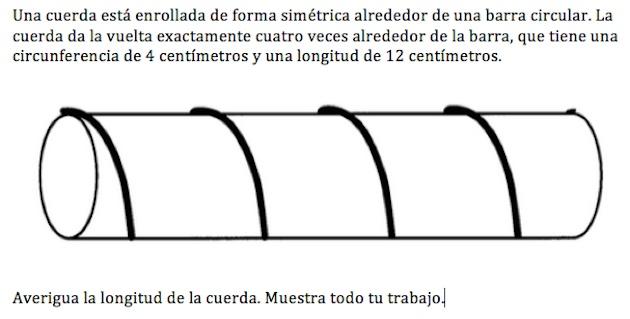 Una cuerda está enrollada de forma simétrica alrededor de una barra circular. La
cuerda da la vuelta exactamente cuatro veces alrededor de la barra, que tiene una
circunferencia de 4 centímetros y una longitud de 12 centímetros.
Averigua la longitud de la cuerda. Muestra todo tu trabajo.